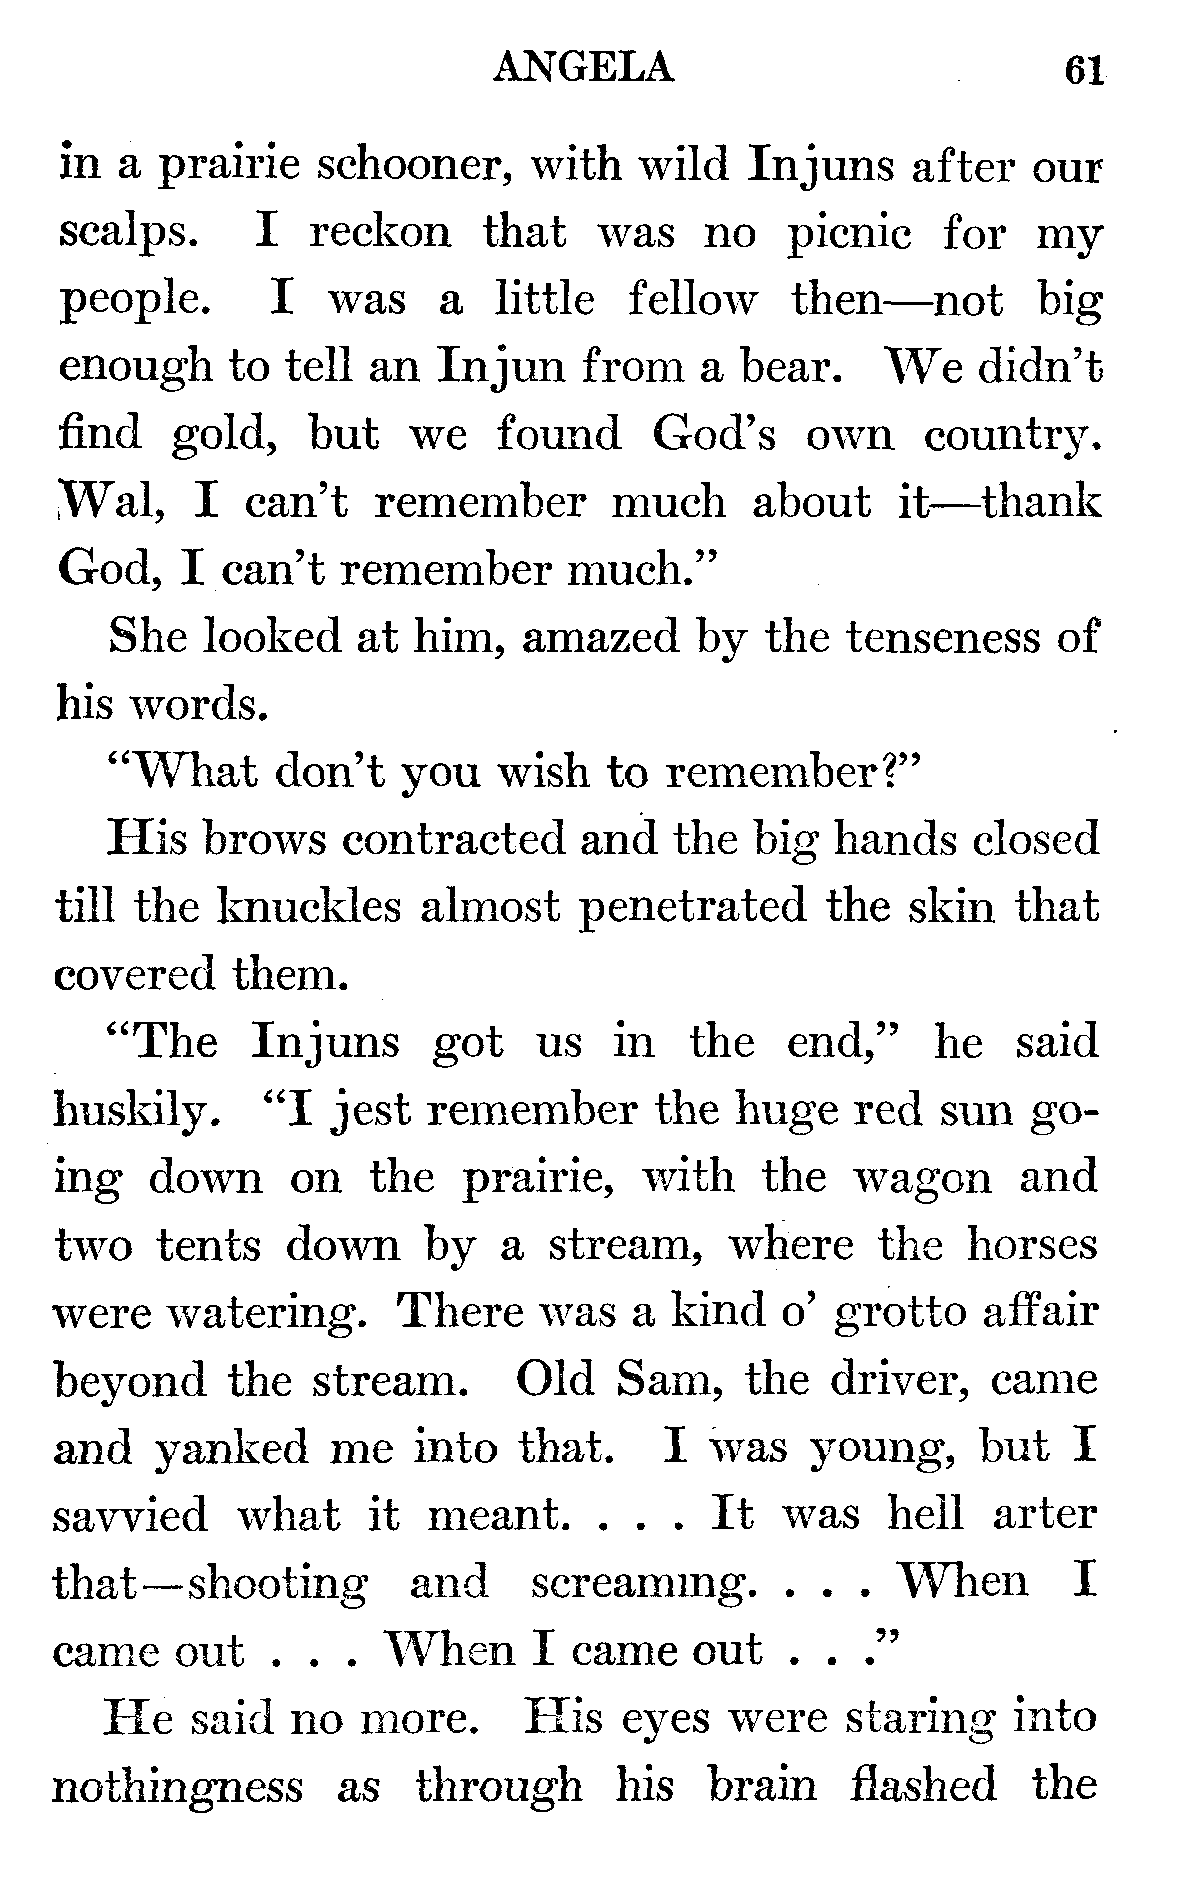 ANGELA 61
in a prairie schooner, with wild Injuns after our
scalps. I reckon that was no picnic for my
people. I was a little fellow then—not big
enough to tell an Injun from a bear. We didn't
find gold, but we found God's own country.
Wal, I can't remember much about it—thank
God, I can't remember much."
She looked at him, amazed by the tenseness of
his words.
"What don't you wish to remember?"
His brows contracted and the big hands closed
till the knuckles almost penetrated the skin that
covered them.
"The Injuns got us in the end," he said
huskily. "I jest remember the huge red sun go-
ing down on the prairie, with the wagon and
two tents down by a stream, where the horses
were watering. There was a kind o' grotto affair
beyond the stream. Old Sam, the driver, came
and yanked me into that. I was young, but I
savvied what it meant. . . . It was hell arter
that—shooting and screaming. . . . When I
came out . . . When I came out . . ."
He said no more. His eyes were staring into
nothingness as through his brain flashed the